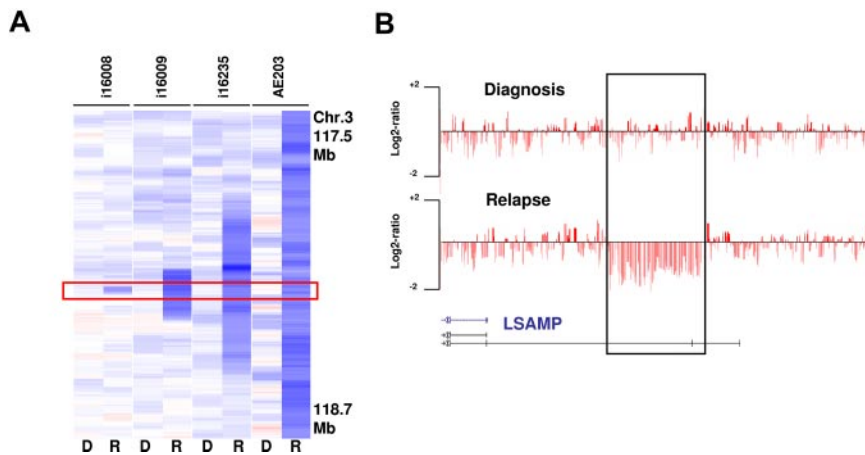 A
i16008
i16009
i16235
AE203
Chr.3
117.5
Mb
118.7
Mb
D R D R D R D R
B
Diagnosis
+2
Log2-ratio
-2
Relapse
+2
Log2-ratio
-2
LSAMP